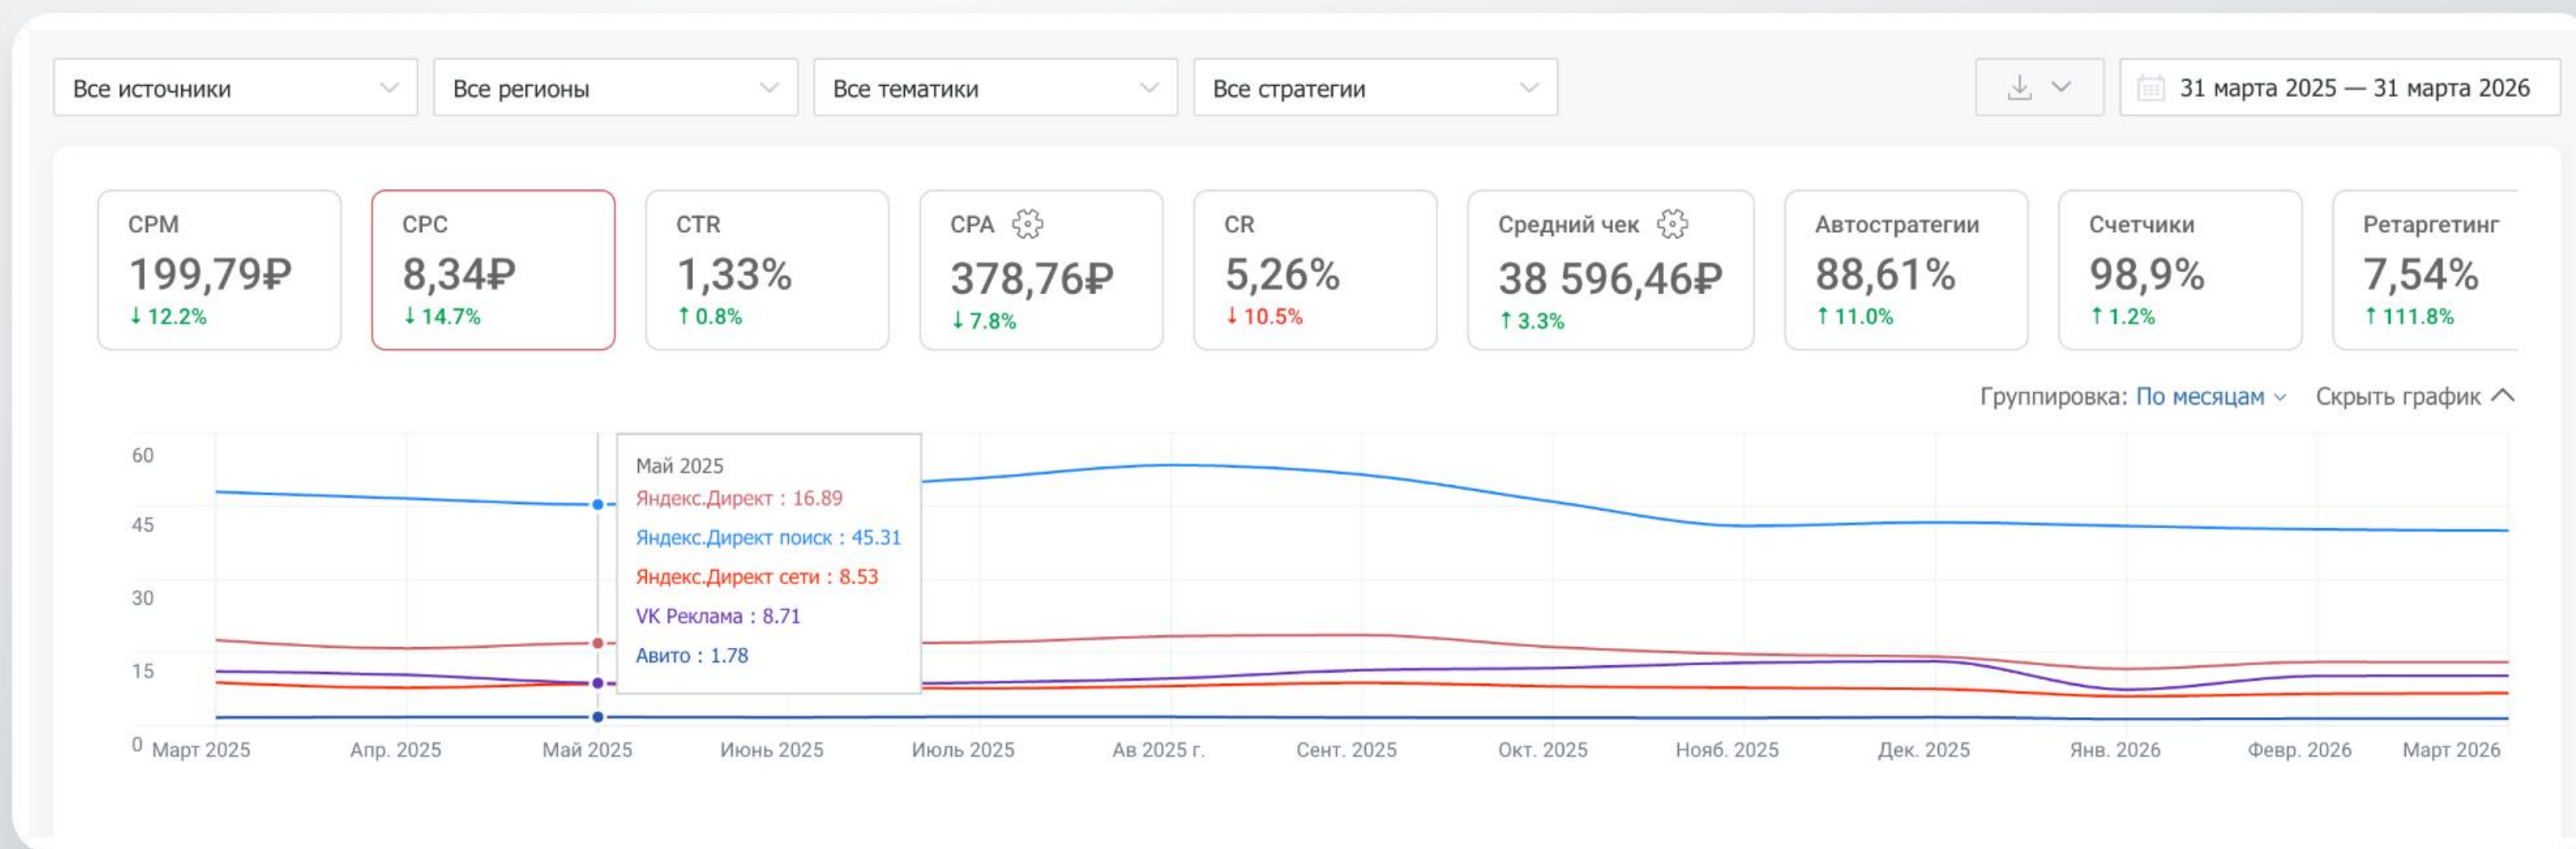 Все источники
Все регионы
Все тематики
Все стратегии
31 марта 2025 — 31 марта 2026
CPM
199,79₽
↓ 12.2%
CPC
8,34₽
↓ 14.7%
CTR
1,33%
↑ 0.8%
CPA
378,76₽
↓ 7.8%
CR
5,26%
↓ 10.5%
Средний чек
38 596,46₽
↑ 3.3%
Автостратегии
88,61%
↑ 11.0%
Счетчики
98,9%
↑ 1.2%
Ретаргетинг
7,54%
↑ 111.8%
Группировка: По месяцам
Скрыть график
60
45
30
15
0
Май 2025
Яндекс.Директ : 16.89
Яндекс.Директ поиск : 45.31
Яндекс.Директ сети : 8.53
VK Реклама : 8.71
Авито : 1.78
Март 2025
Апр. 2025
Май 2025
Июнь 2025
Июль 2025
Ав 2025 г.
Сент. 2025
Окт. 2025
Нояб. 2025
Дек. 2025
Янв. 2026
Февр. 2026
Март 2026